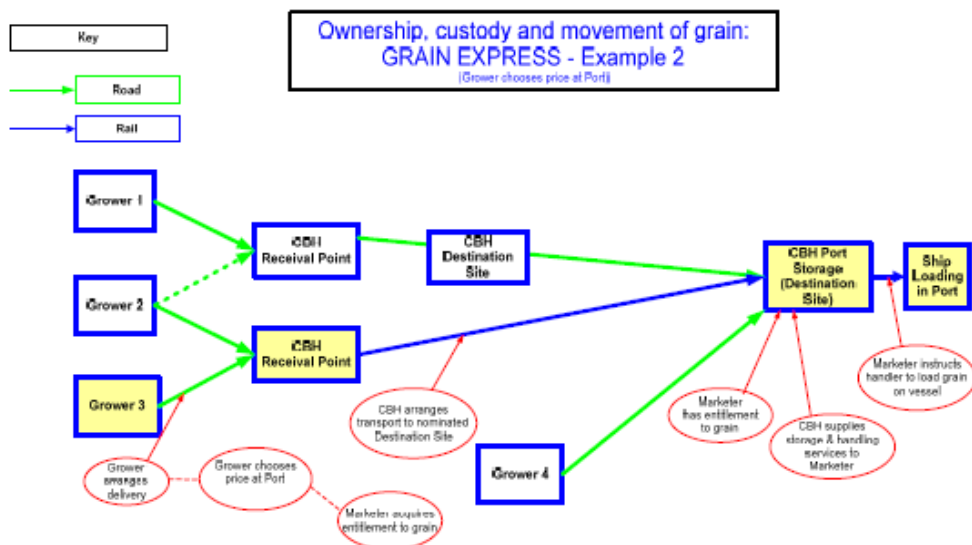 Key
Ownership, custody and movement of grain:
GRAIN EXPRESS - Example 2
(Grower chooses price at Port)
Road
Rail
Grower 1
CBH
Receival Point
CBH
Destination
Site
CBH Port
Storage
(Destination
Site)
Ship
Loading
in Port
Grower 2
CBH
Receival Point
Grower 3
Marketer instructs
handler to load grain
on vessel
CBH arranges
transport to nominated
Destination Site
Marketer
has entitlement
to grain
CBH supplies
storage & handling
services to
Marketer
Grower
arranges
delivery
Grower chooses
price at Port
Grower 4
Marketer acquires
entitlement to grain